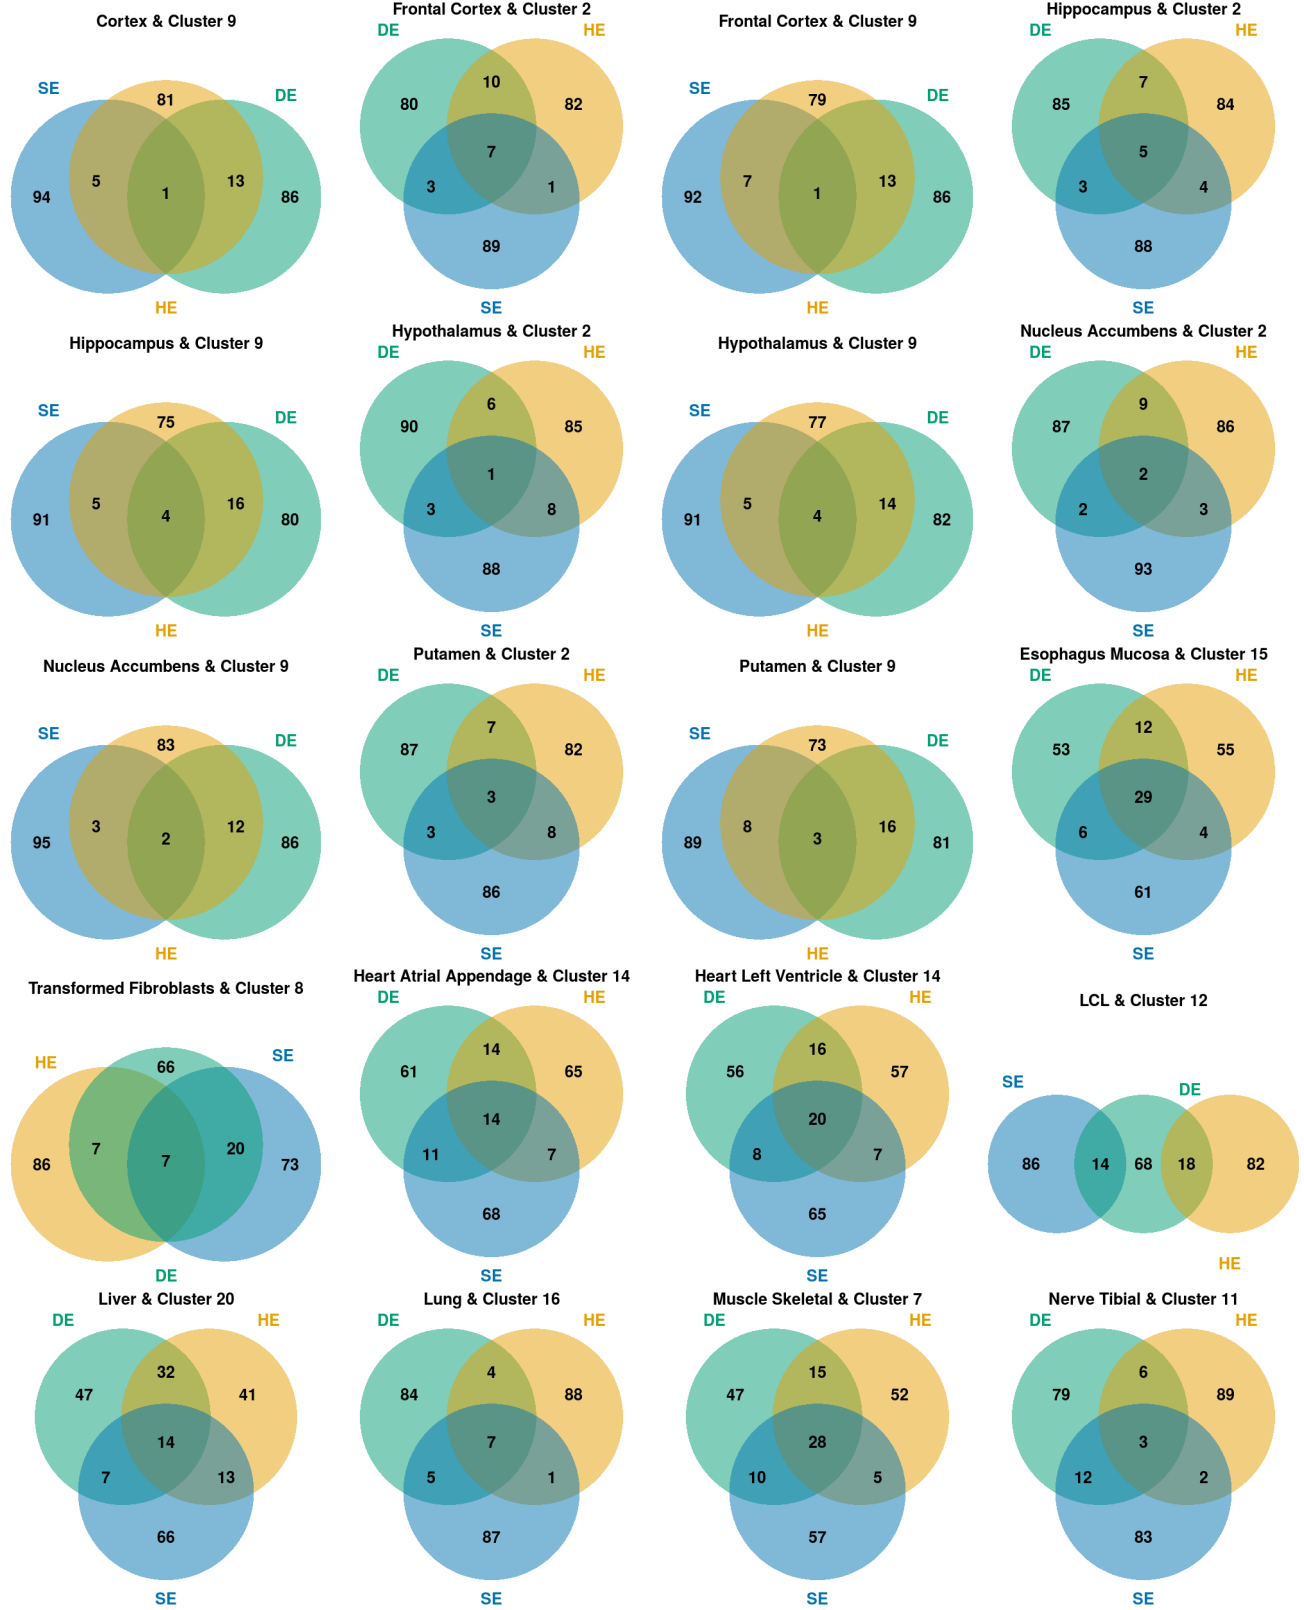 Cortex & Cluster 9
SE
81
DE
94
5
1
13
86
HE
Frontal Cortex & Cluster 2
DE
HE
10
80
82
7
3
1
89
SE
Frontal Cortex & Cluster 9
SE
79
DE
92
7
1
13
86
HE
Hippocampus & Cluster 2
DE
HE
7
85
84
5
3
4
88
SE
Hippocampus & Cluster 9
SE
75
DE
91
5
4
16
80
HE
Hypothalamus & Cluster 2
DE
HE
6
90
85
1
3
8
88
SE
Hypothalamus & Cluster 9
SE
77
DE
91
5
4
14
82
HE
Nucleus Accumbens & Cluster 2
DE
HE
9
87
86
2
2
3
93
SE
Nucleus Accumbens & Cluster 9
SE
83
DE
95
3
2
12
86
HE
Putamen & Cluster 2
DE
HE
7
87
82
3
3
8
86
SE
Putamen & Cluster 9
SE
73
DE
89
8
3
16
81
HE
Esophagus Mucosa & Cluster 15
DE
HE
12
53
55
29
6
4
61
SE
Transformed Fibroblasts & Cluster 8
HE
66
SE
86
7
7
20
73
DE
Heart Atrial Appendage & Cluster 14
DE
HE
14
61
65
14
11
7
68
SE
Heart Left Ventricle & Cluster 14
DE
HE
16
56
57
20
8
7
65
SE
LCL & Cluster 12
SE
DE
86
14
68
18
82
HE
Liver & Cluster 20
DE
HE
32
47
41
14
7
13
66
SE
Lung & Cluster 16
DE
HE
4
84
88
7
5
1
87
SE
Muscle Skeletal & Cluster 7
DE
HE
15
47
52
28
10
5
57
SE
Nerve Tibial & Cluster 11
DE
HE
6
79
89
3
12
2
83
SE